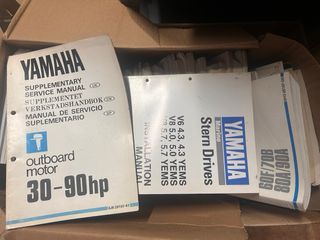 YAMAHA
SUPPLEMENTARY
SERVICE MANUAL
SUPPLEMENTET
VERKSTADSHANDBOK
MANUAL DE SERVICIO
SUPLEMENTARIO
outboard
motor
30-90hp
YAMAHA
Marine
Stern Drives
V6 4.3, 4.3 YEMS
V8 5.0, 5.0 YEMS
V8 5.7, 5.7 YEMS
INSTALLATION
MANUAL
60F/70B
80A/90A